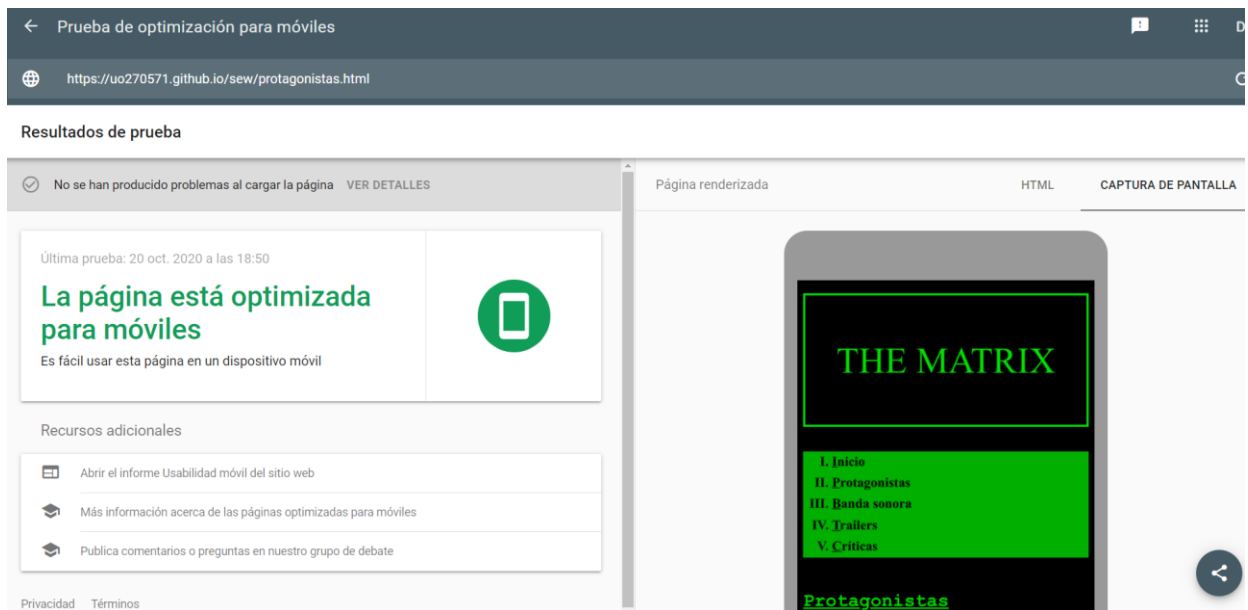 Prueba de optimización para móviles
D
https://uo270571.github.io/sew/protagonistas.html
Resultados de prueba
No se han producido problemas al cargar la página VER DETALLES
Última prueba: 20 oct. 2020 a las 18:50
La página está optimizada
para móviles
Es fácil usar esta página en un dispositivo móvil
Recursos adicionales
Abrir el informe Usabilidad móvil del sitio web
Más información acerca de las páginas optimizadas para móviles
Publica comentarios o preguntas en nuestro grupo de debate
Privacidad Términos
Página renderizada HTML CAPTURA DE PANTALLA
THE MATRIX
I. Inicio
II. Protagonistas
III. Banda sonora
IV. Trailers
V. Críticas
Protagonistas